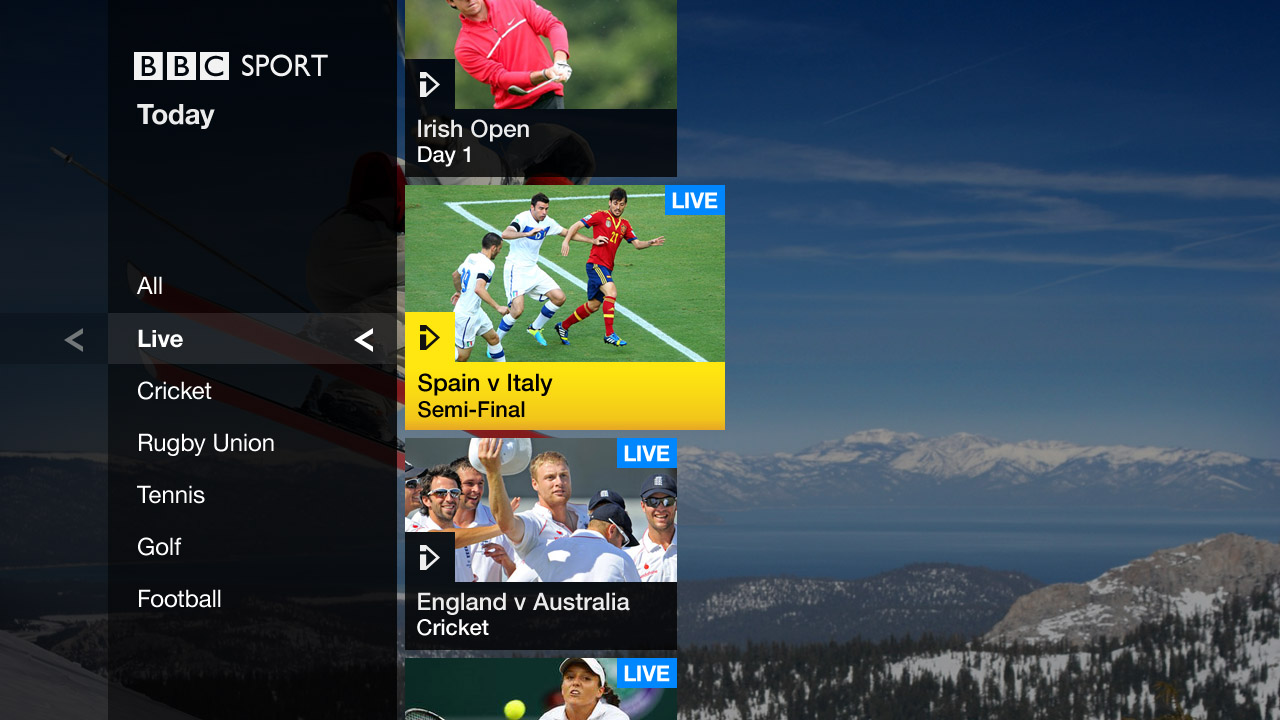 BBC SPORT
Today
All
Live
Cricket
Rugby Union
Tennis
Golf
Football
Irish Open
Day 1
LIVE
21
Spain v Italy
Semi-Final
LIVE
England v Australia
Cricket
LIVE